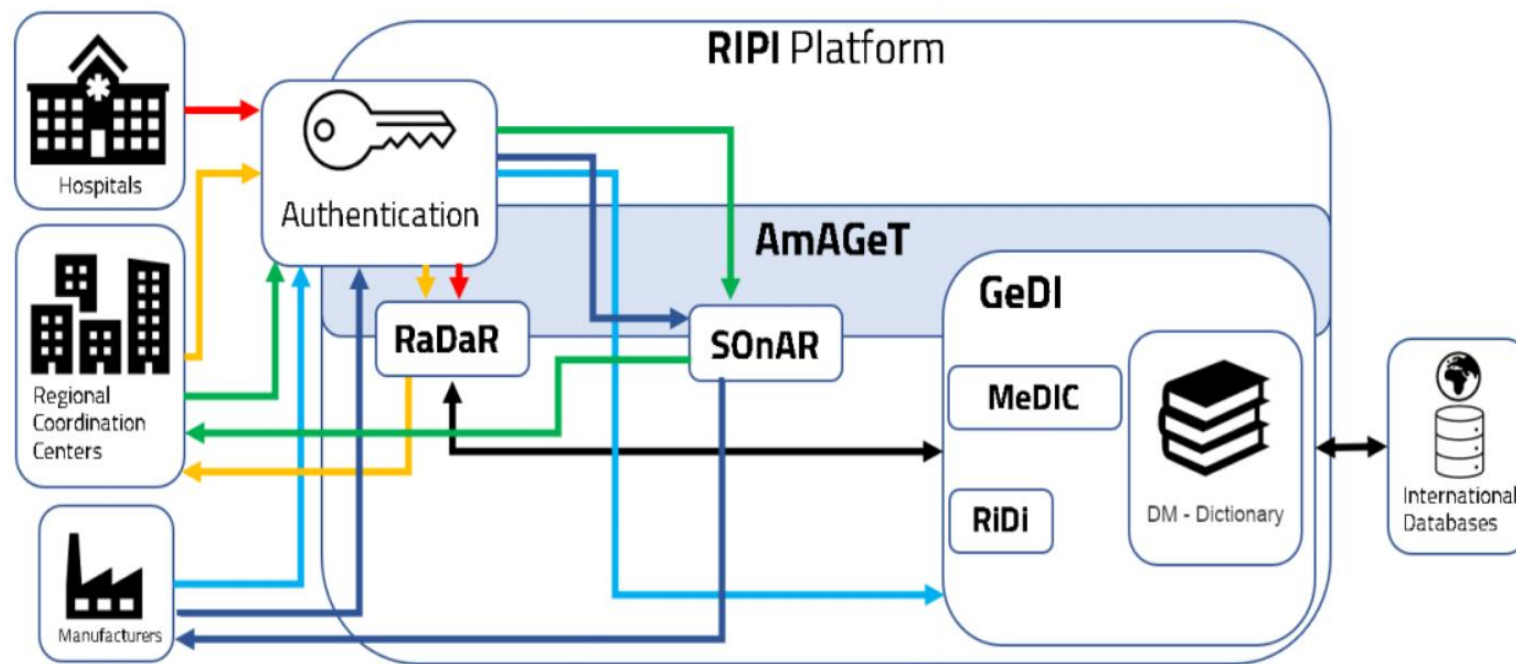 RIPI Platform
Hospitals
Authentication
AmAGeT
GeDI
RaDaR
SOnAR
MeDIC
Regional
Coordination
Centers
RiDi
DM - Dictionary
International
Databases
Manufacturers